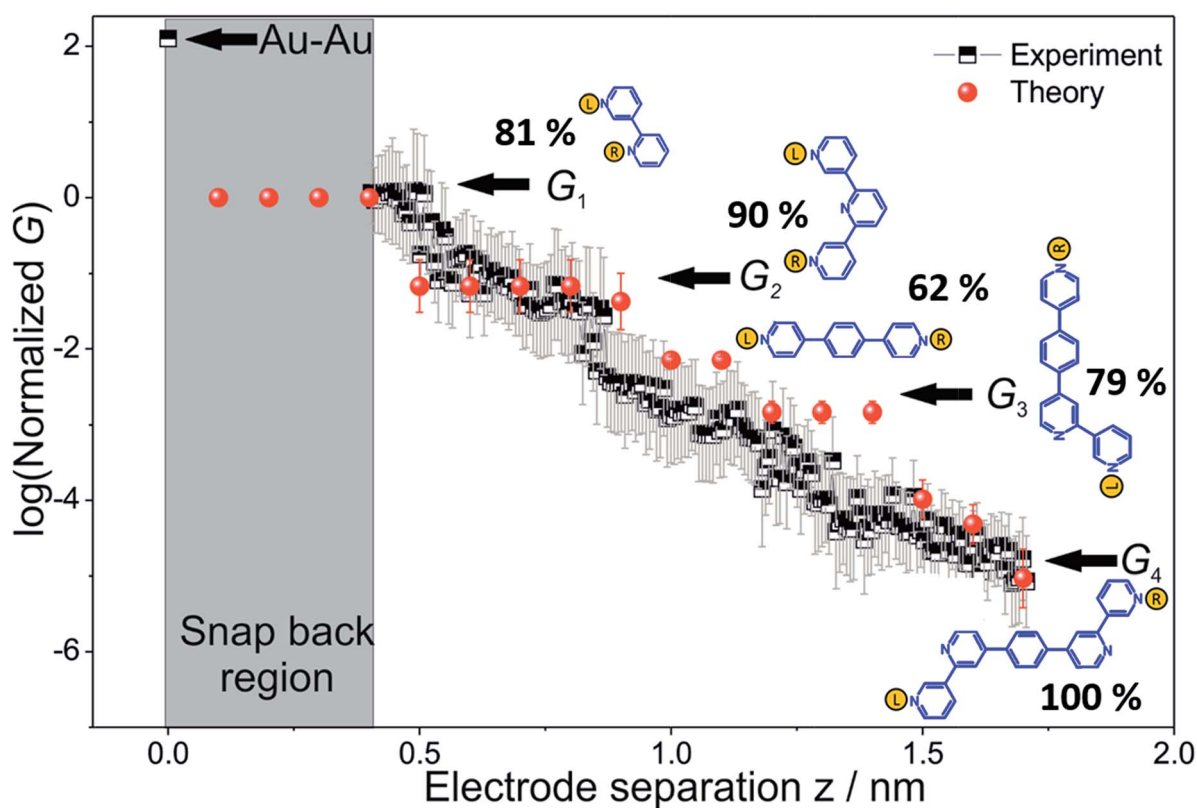 2
Au-Au
Experiment
Theory
81 %
L
N
R
N
G1
0
90 %
L
N
N
R
N
G2
62 %
L
N
N
R
R
N
79 %
N
N
L
G3
-2
-4
-6
G4
N
R
N
N
L
N
100 %
Snap back
region
log(Normalized G)
0.0
0.5
1.0
1.5
2.0
Electrode separation z / nm